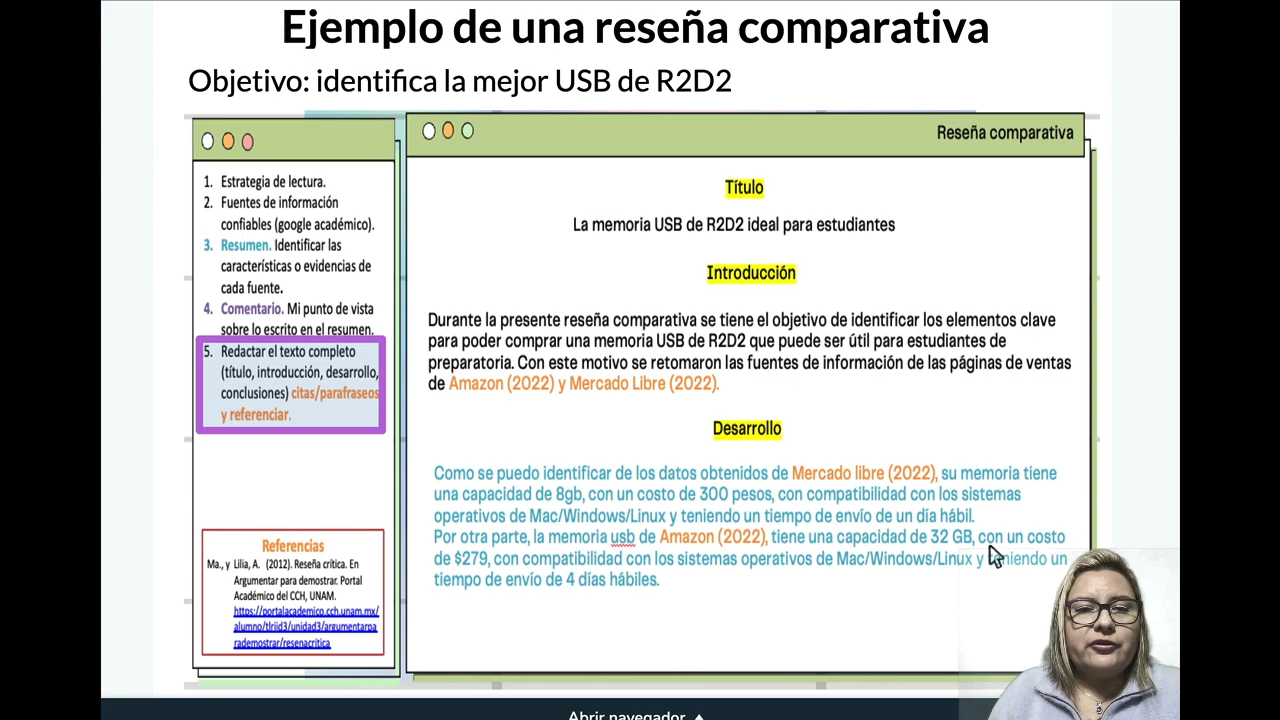 Ejemplo de una reseña comparativa
Objetivo: identifica la mejor USB de R2D2
1. Estrategia de lectura.
2. Fuentes de información
confiables (google académico).
3. Resumen. Identificar las
características o evidencias de
cada fuente.
4. Comentario. Mi punto de vista
sobre lo escrito en el resumen.
5. Redactar el texto completo
(título, introducción, desarrollo,
conclusiones) citas/parafraseos
y referenciar.
Referencias
Ma., y Lilia, A. (2012). Reseña crítica. En
Argumentar para demostrar. Portal
Académico del CCH, UNAM.
https://portalacademico.cch.unam.mx/
alumno/tlriid3/unidad3/argumentarpa
rademostrar/resenacritica
Reseña comparativa
Título
La memoria USB de R2D2 ideal para estudiantes
Introducción
Durante la presente reseña comparativa se tiene el objetivo de identificar los elementos clave
para poder comprar una memoria USB de R2D2 que puede ser útil para estudiantes de
preparatoria. Con este motivo se retomaron las fuentes de información de las páginas de ventas
de Amazon (2022) y Mercado Libre (2022).
Desarrollo
Como se puedo identificar de los datos obtenidos de Mercado libre (2022), su memoria tiene
una capacidad de 8gb, con un costo de 300 pesos, con compatibilidad con los sistemas
operativos de Mac/Windows/Linux y teniendo un tiempo de envío de un día hábil.
Por otra parte, la memoria usb de Amazon (2022), tiene una capacidad de 32 GB, con un costo
de $279, con compatibilidad con los sistemas operativos de Mac/Windows/Linux y teniendo un
tiempo de envío de 4 días hábiles.
Abrir navegador